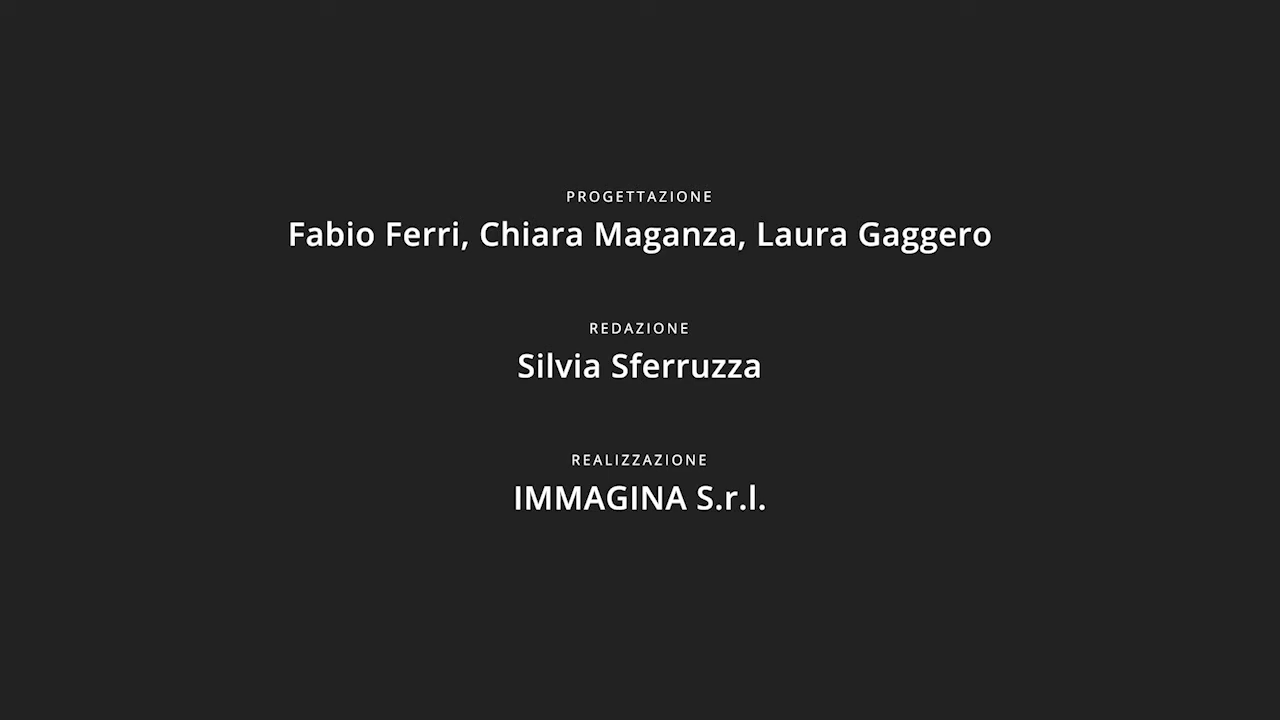 PROGETTAZIONE
Fabio Ferri, Chiara Maganza, Laura Gaggero
REDAZIONE
Silvia Sferruzza
REALIZZAZIONE
IMMAGINA S.r.l.